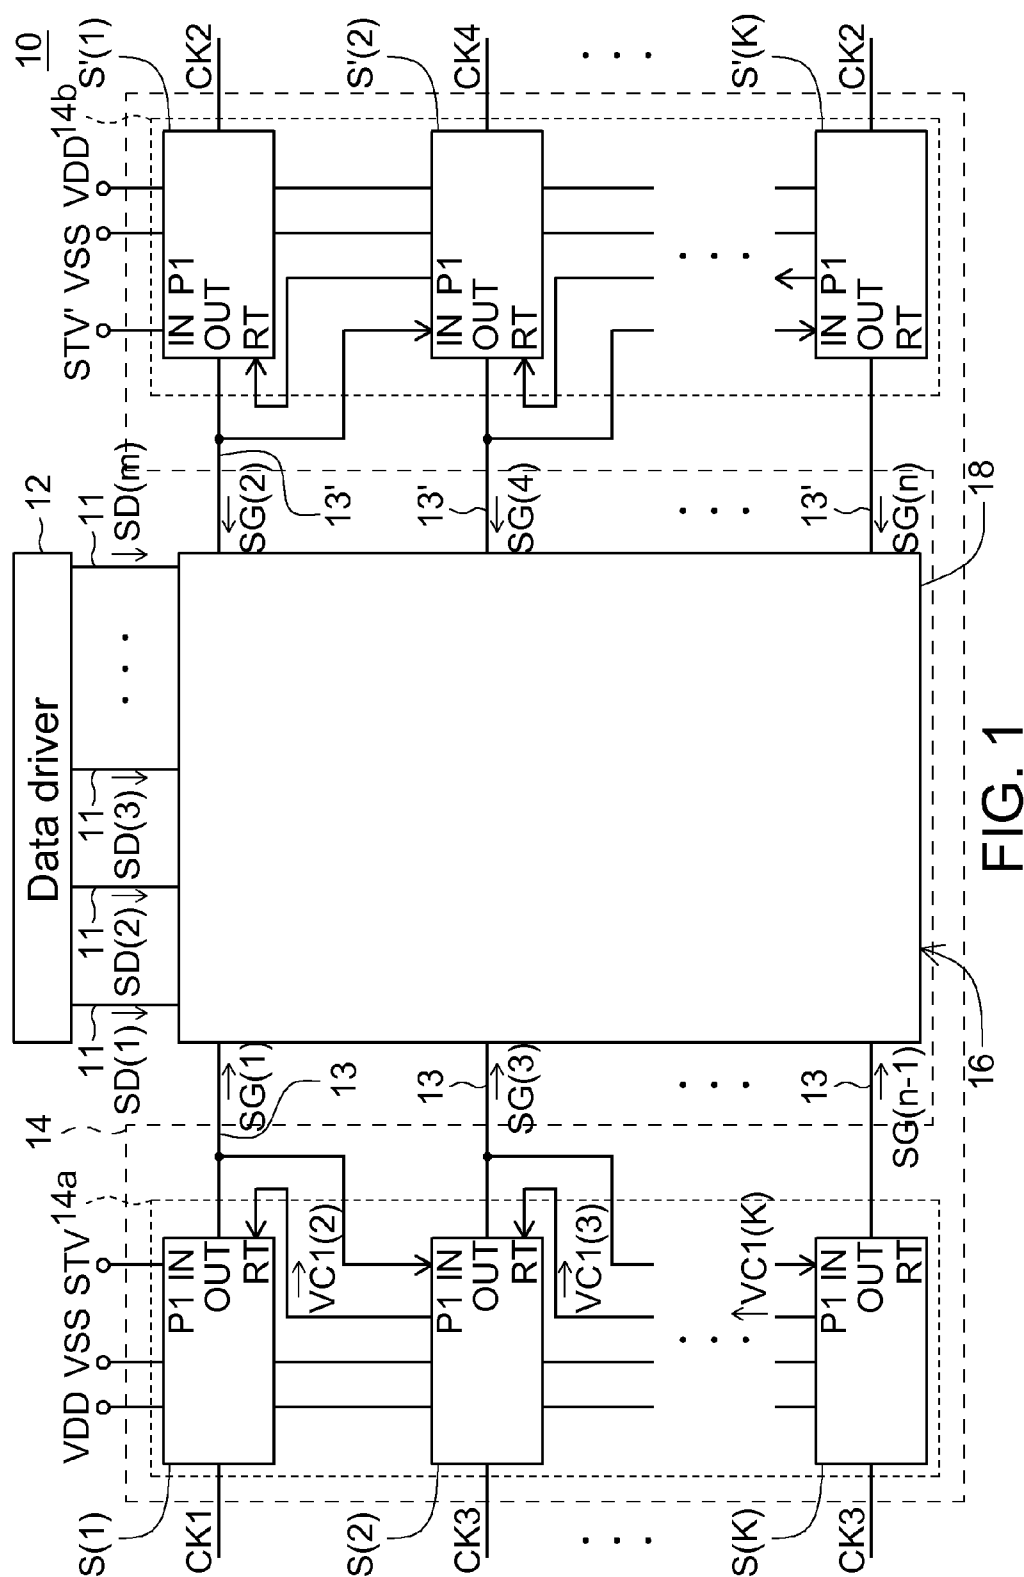 10
12
Data driver
11
11
11
11
SD(1)
SD(2)
SD(3)
. . .
SD(m)
14
14a
14b
VDD
VSS
STV
STV'
VSS
VDD
S(1)
CK1
P1
IN
OUT
RT
SG(1)
13
SG(2)
13'
IN
P1
OUT
RT
S'(1)
CK2
VC1(2)
S(2)
CK3
P1
IN
OUT
RT
13
SG(3)
13'
SG(4)
IN
P1
OUT
RT
S'(2)
CK4
VC1(3)
. . .
. . .
. . .
. . .
. . .
. . .
VC1(K)
S(K)
CK3
P1
IN
OUT
RT
13
SG(n-1)
13'
SG(n)
IN
P1
OUT
RT
S'(K)
CK2
16
18
FIG. 1